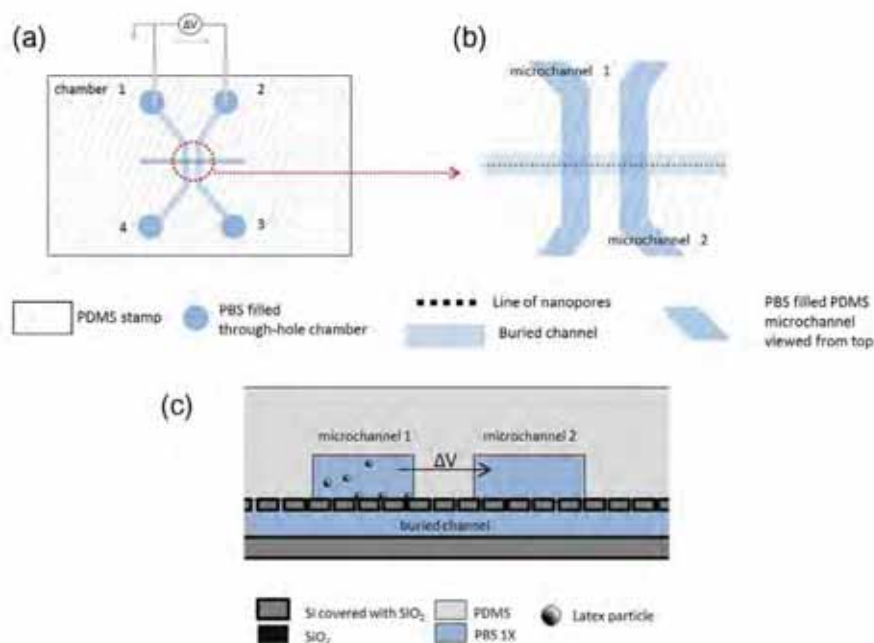 (a)
ΔV
chamber 1
2
4
3
(b)
microchannel 1
microchannel 2
PDMS stamp
PBS filled
through-hole chamber
Line of nanopores
Buried channel
PBS filled PDMS
microchannel
viewed from top
(c)
microchannel 1
microchannel 2
ΔV
buried channel
Si covered with SiO₂
SiO₂
PDMS
PBS 1X
Latex particle